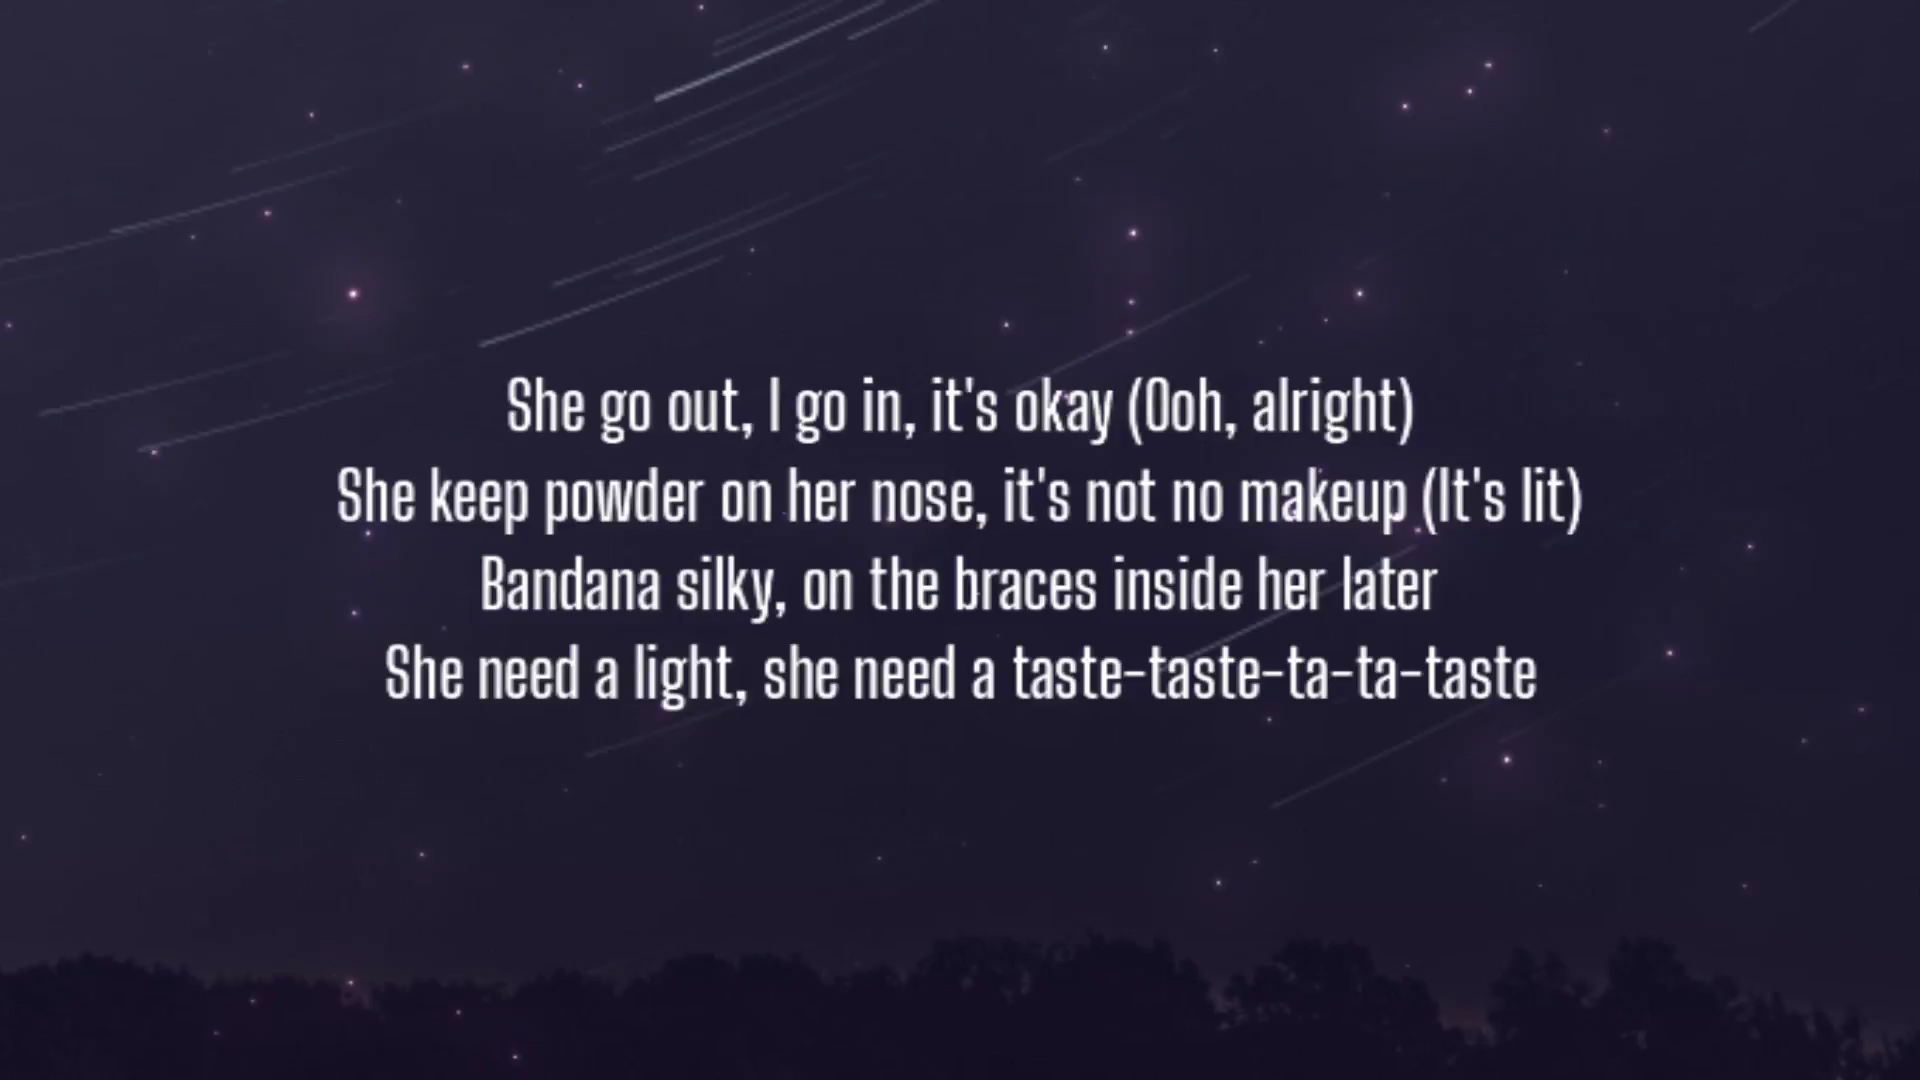 She go out, I go in, it's okay (Ooh, alright)
She keep powder on her nose, it's not no makeup (It's lit)
Bandana silky, on the braces inside her later
She need a light, she need a taste-taste-ta-ta-taste